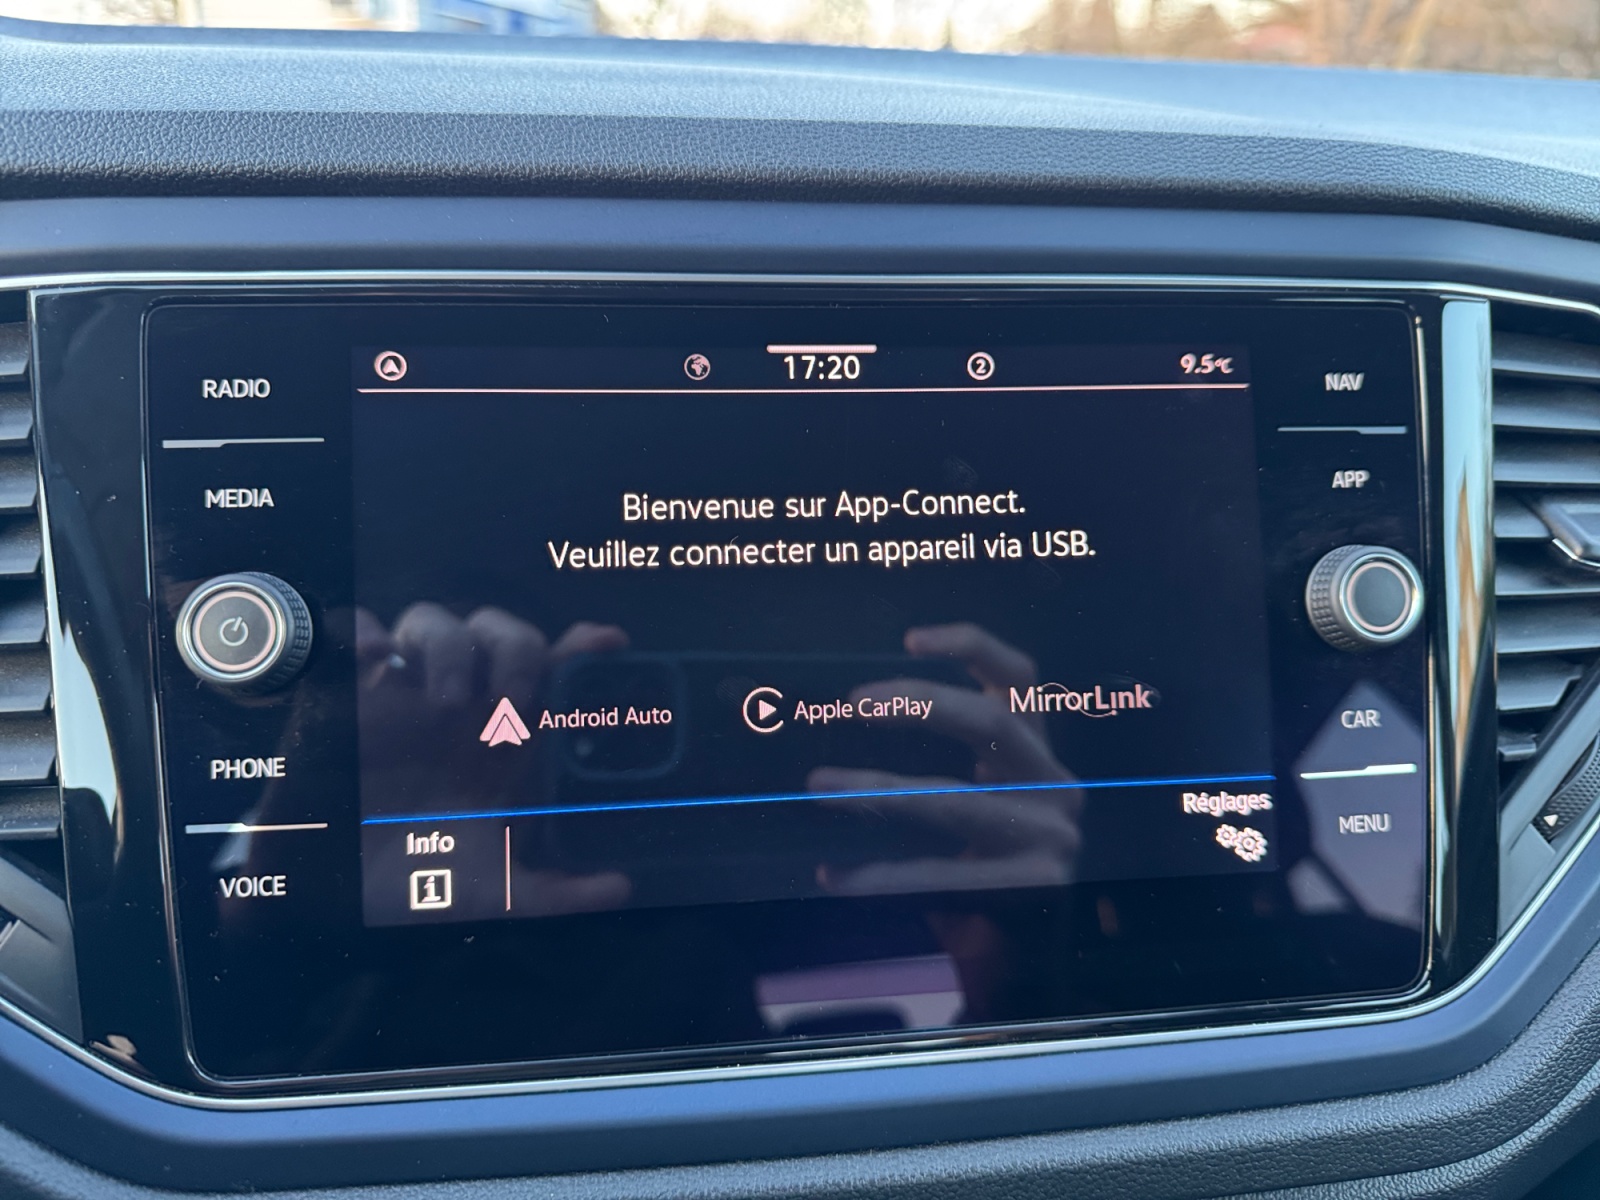 17:20
2
9.5°C
RADIO
MEDIA
PHONE
VOICE
Bienvenue sur App-Connect.
Veuillez connecter un appareil via USB.
Android Auto
Apple CarPlay
MirrorLink
Info
i
Réglages
NAV
APP
CAR
MENU